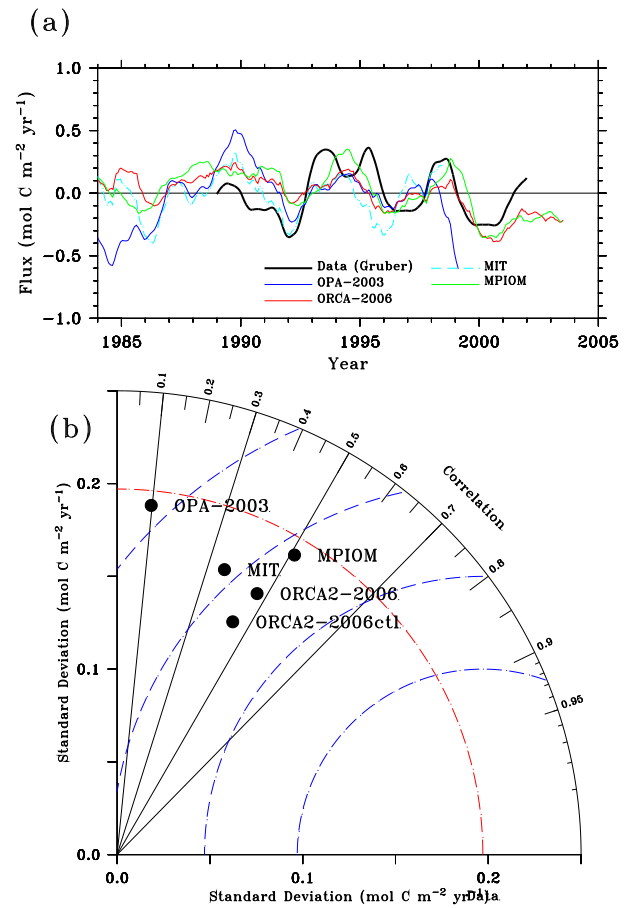 (a)
Flux (mol C m⁻² yr⁻¹)
1.0
0.5
0.0
−0.5
−1.0
Data (Gruber)
OPA−2003
ORCA−2006
MIT
MPIOM
1985 1990 1995 2000 2005
Year
(b)
Standard Deviation (mol C m⁻² yr⁻¹)
0.2
0.1
0.0
0.1 0.2 0.3 0.4 0.5 0.6 0.7 0.8 0.9 0.95
Correlation
OPA−2003
MPIOM
MIT
ORCA2−2006
ORCA2−2006ctl
0.0 0.1 0.2
Standard Deviation (mol C m⁻² yr⁻¹)
Data